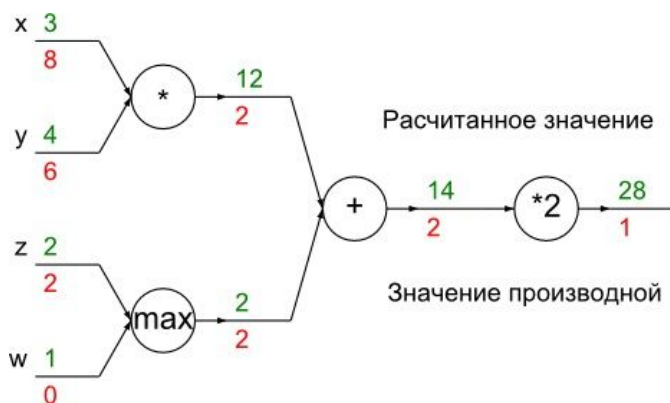 x 3
8
*
12
2
y 4
6
Расчитанное значение
+
14
2
*2
28
1
z 2
2
max
2
2
Значение производной
w 1
0